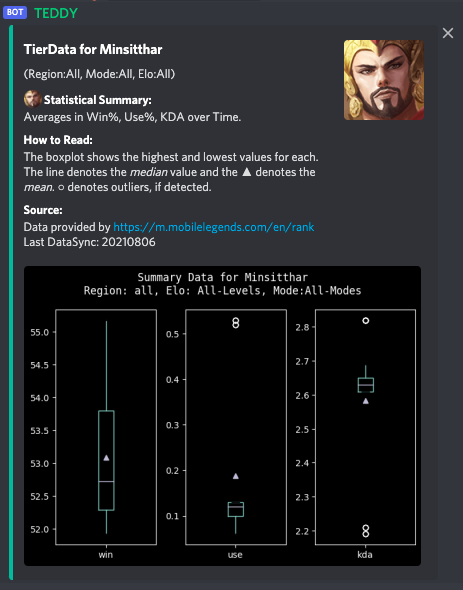 BOT TEDDY
TierData for Minsitthar
(Region:All, Mode:All, Elo:All)
Statistical Summary:
Averages in Win%, Use%, KDA over Time.
How to Read:
The boxplot shows the highest and lowest values for each.
The line denotes the median value and the ▲ denotes the
mean. ○ denotes outliers, if detected.
Source:
Data provided by https://m.mobilelegends.com/en/rank
Last DataSync: 20210806
Summary Data for Minsitthar
Region: all, Elo: All-Levels, Mode:All-Modes
55.0
54.5
54.0
53.5
53.0
52.5
52.0
win
0.5
0.4
0.3
0.2
0.1
use
2.8
2.7
2.6
2.5
2.4
2.3
2.2
kda